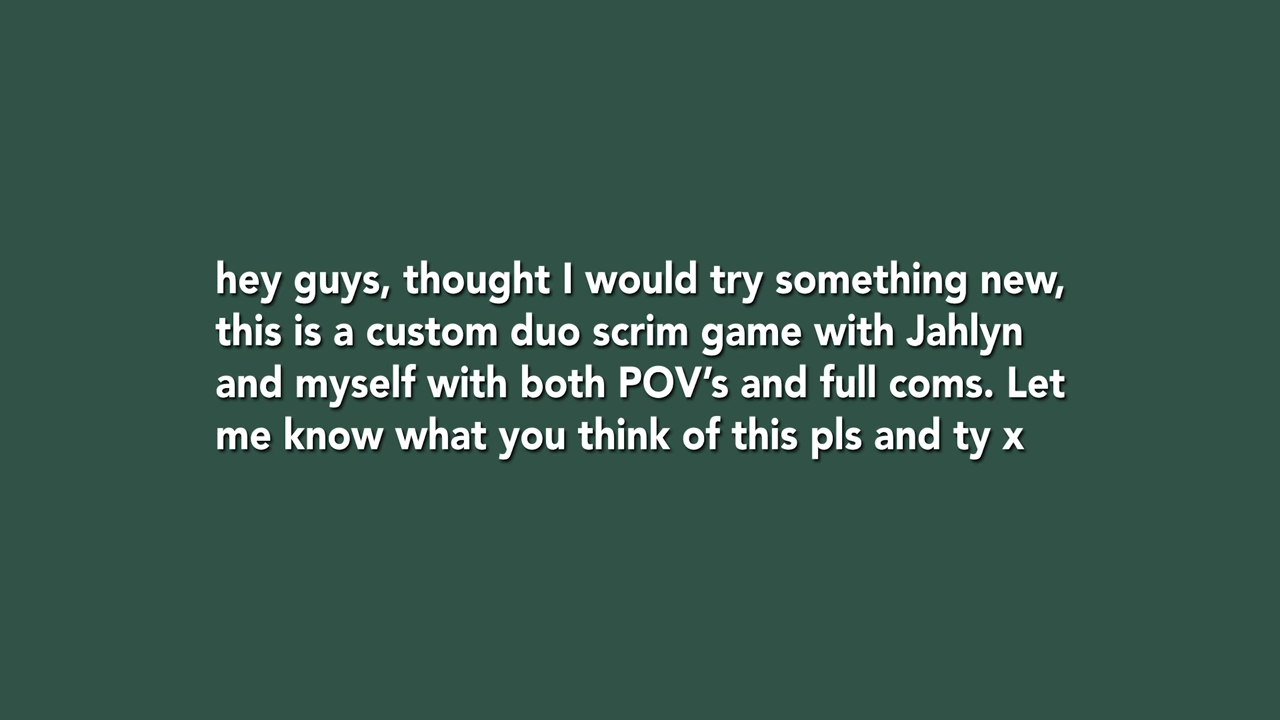 hey guys, thought I would try something new,
this is a custom duo scrim game with Jahlyn
and myself with both POV’s and full coms. Let
me know what you think of this pls and ty x